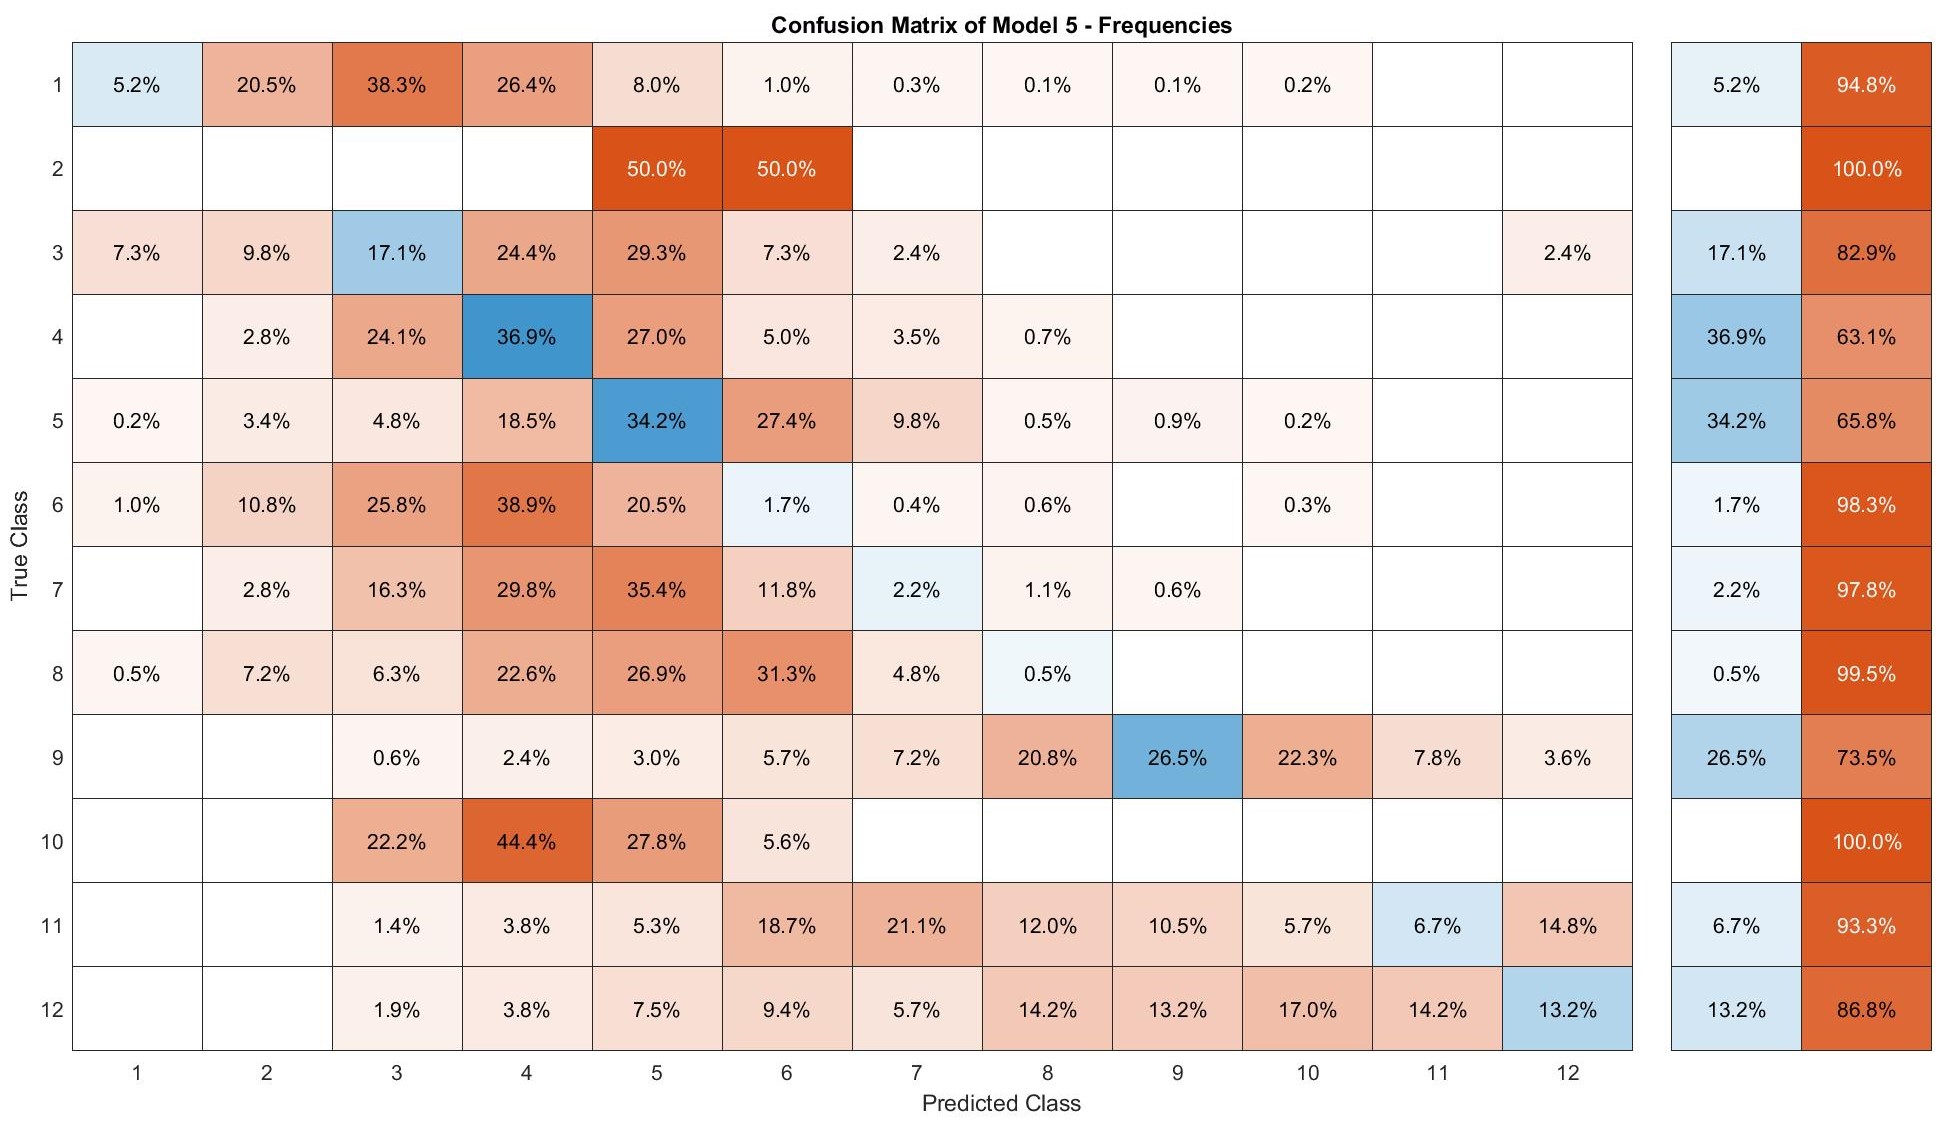 Confusion Matrix of Model 5 - Frequencies
1 5.2% 20.5% 38.3% 26.4% 8.0% 1.0% 0.3% 0.1% 0.1% 0.2% 5.2% 94.8%
2 50.0% 50.0% 100.0%
3 7.3% 9.8% 17.1% 24.4% 29.3% 7.3% 2.4% 2.4% 17.1% 82.9%
4 2.8% 24.1% 36.9% 27.0% 5.0% 3.5% 0.7% 36.9% 63.1%
5 0.2% 3.4% 4.8% 18.5% 34.2% 27.4% 9.8% 0.5% 0.9% 0.2% 34.2% 65.8%
6 1.0% 10.8% 25.8% 38.9% 20.5% 1.7% 0.4% 0.6% 0.3% 1.7% 98.3%
True Class
7 2.8% 16.3% 29.8% 35.4% 11.8% 2.2% 1.1% 0.6% 2.2% 97.8%
8 0.5% 7.2% 6.3% 22.6% 26.9% 31.3% 4.8% 0.5% 0.5% 99.5%
9 0.6% 2.4% 3.0% 5.7% 7.2% 20.8% 26.5% 22.3% 7.8% 3.6% 26.5% 73.5%
10 22.2% 44.4% 27.8% 5.6% 100.0%
11 1.4% 3.8% 5.3% 18.7% 21.1% 12.0% 10.5% 5.7% 6.7% 14.8% 6.7% 93.3%
12 1.9% 3.8% 7.5% 9.4% 5.7% 14.2% 13.2% 17.0% 14.2% 13.2% 13.2% 86.8%
1 2 3 4 5 6 7 8 9 10 11 12
Predicted Class